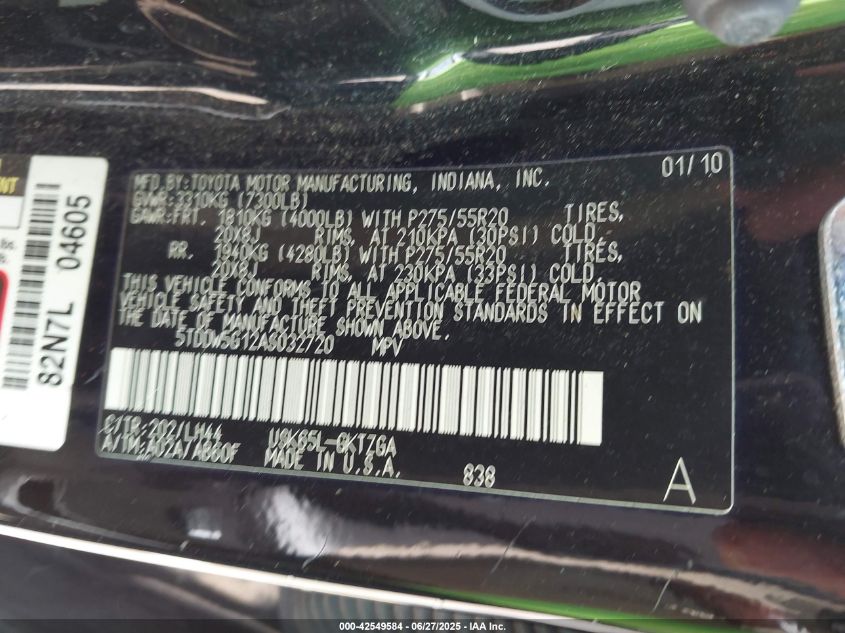 MFD.BY:TOYOTA MOTOR MANUFACTURING, INDIANA, INC. 01/10
GVWR:3310KG (7300LB)
GAWR:FRT. 1810KG (4000LB) WITH P275/55R20 TIRES,
20X8J RIMS, AT 210KPA (30PSI) COLD.
RR. 1940KG (4280LB) WITH P275/55R20 TIRES,
20X8J RIMS, AT 230KPA (33PSI) COLD.
THIS VEHICLE CONFORMS TO ALL APPLICABLE FEDERAL MOTOR
VEHICLE SAFETY AND THEFT PREVENTION STANDARDS IN EFFECT ON
THE DATE OF MANUFACTURE SHOWN ABOVE.
5TDDW5G12AS032720 MPV
C/TR:202/LH44 USK65L-GKTZGA
A/TM:A02A/AB60F MADE IN U.S.A. 838
A
82N7L 04605
lbs.
000-42549584 | 06/27/2025 | IAA, Inc.